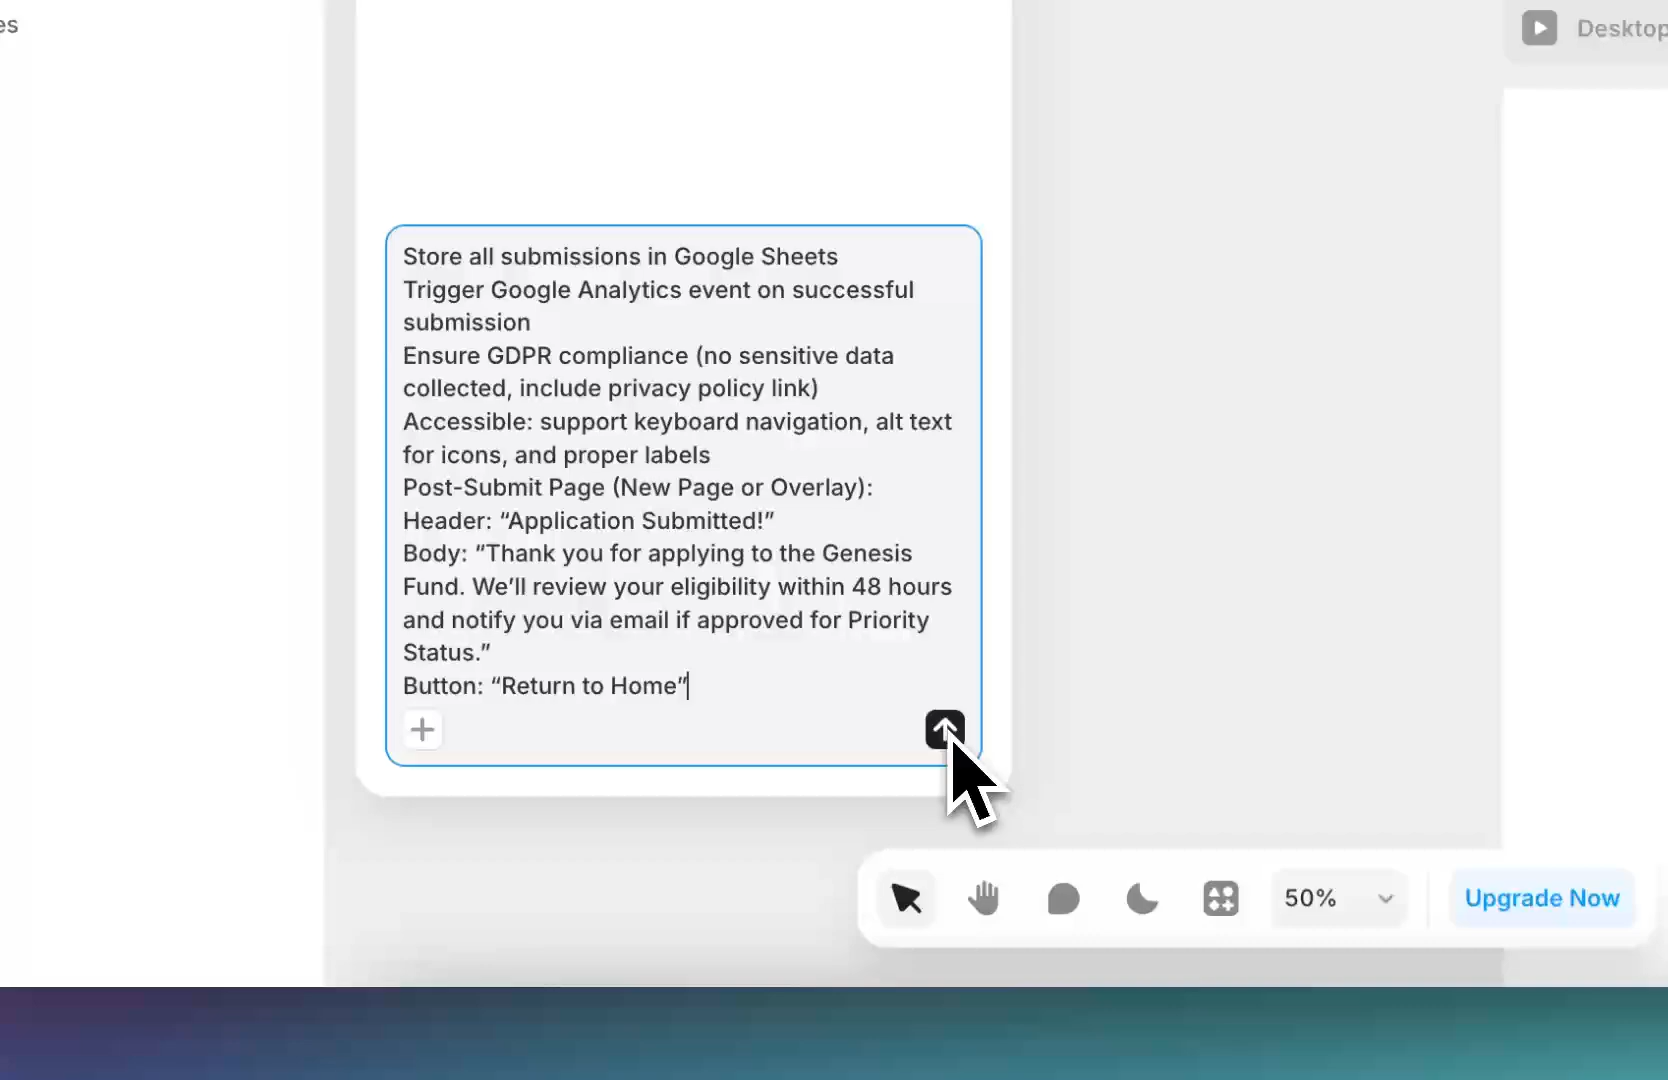 es
Desktop
Store all submissions in Google Sheets
Trigger Google Analytics event on successful
submission
Ensure GDPR compliance (no sensitive data
collected, include privacy policy link)
Accessible: support keyboard navigation, alt text
for icons, and proper labels
Post-Submit Page (New Page or Overlay):
Header: “Application Submitted!”
Body: “Thank you for applying to the Genesis
Fund. We’ll review your eligibility within 48 hours
and notify you via email if approved for Priority
Status.”
Button: “Return to Home”
50%
Upgrade Now